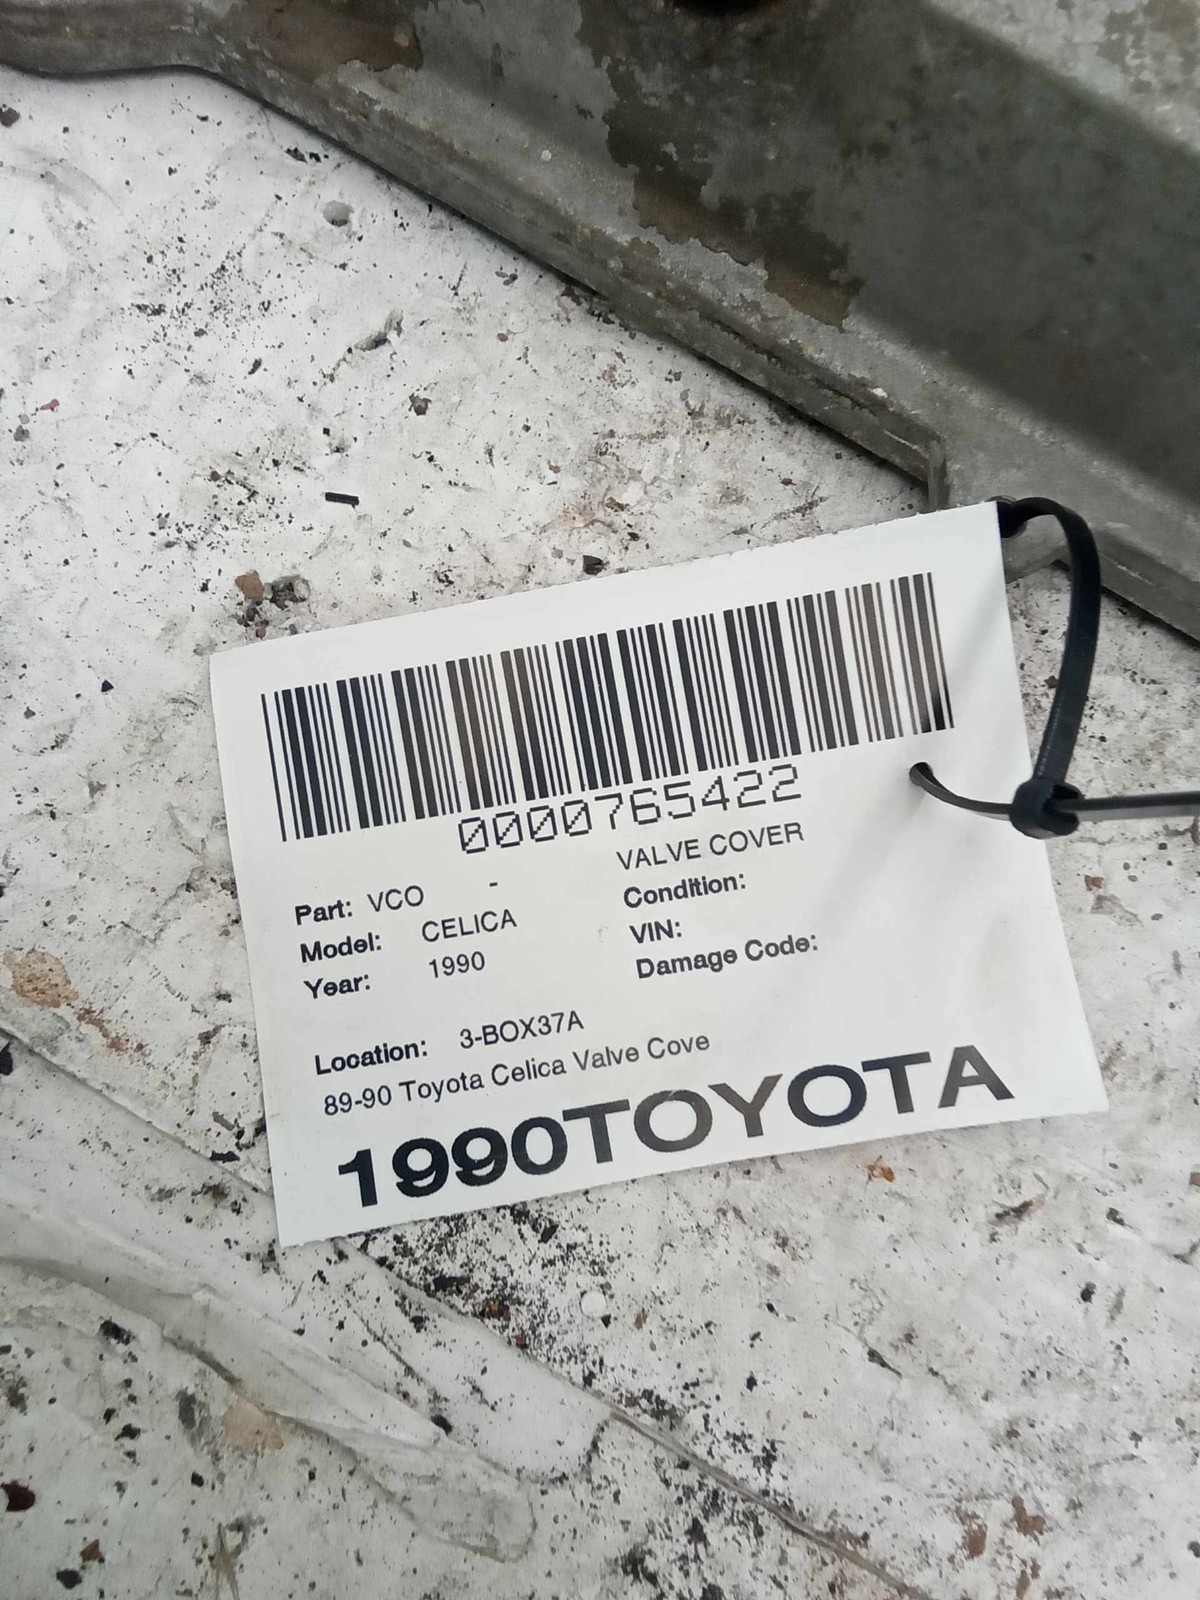 0000765422
VALVE COVER
Part: VCO -
Condition:
Model: CELICA
VIN:
Year: 1990
Damage Code:
Location: 3-BOX37A
89-90 Toyota Celica Valve Cove
1990TOYOTA